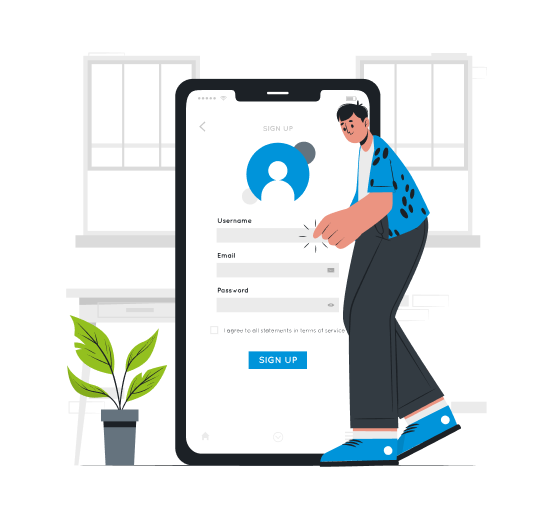 SIGN UP
Username
Email
Password
I agree to all statements in terms of service
SIGN UP